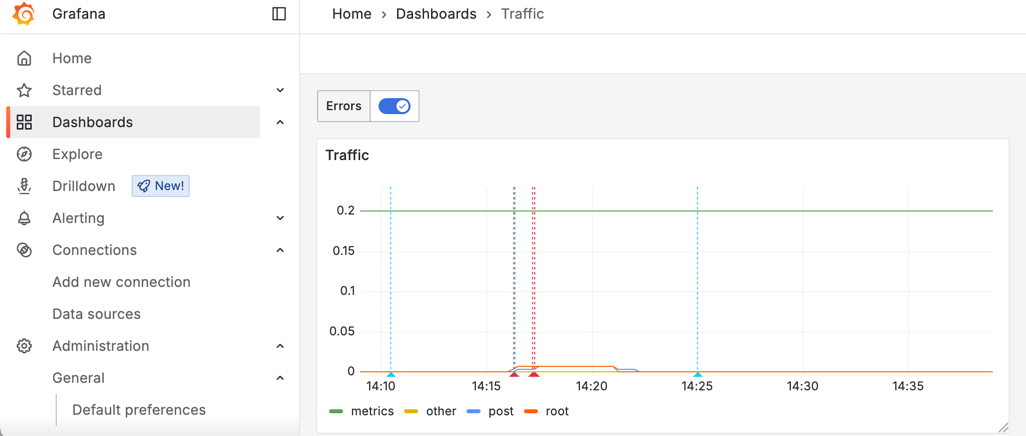 Grafana
Home › Dashboards › Traffic
Home
Starred
Dashboards
Explore
Drilldown New!
Alerting
Connections
Add new connection
Data sources
Administration
General
Default preferences
Errors
Traffic
0.2
0.15
0.1
0.05
0
14:10 14:15 14:20 14:25 14:30 14:35
metrics other post root